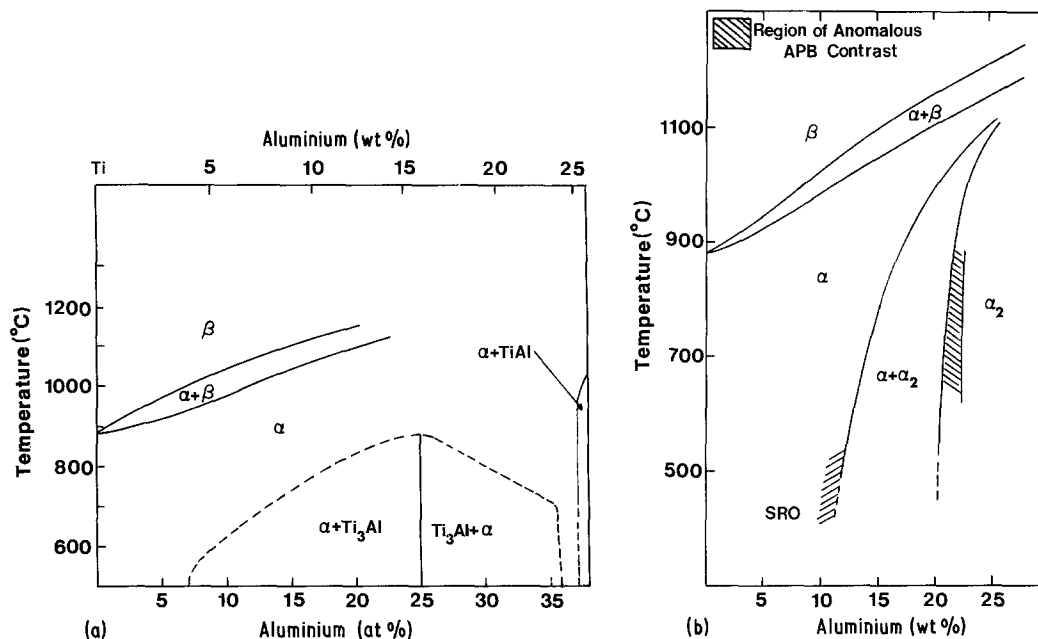 Aluminium (wt %)
Ti 5 10 15 20 25
Temperature (°C)
1200
1100
1000
800
600
β
α+β
α
α+TiAl
α+Ti₃Al
Ti₃Al+α
0 5 10 15 20 25 30 35
(a) Aluminium (at %)
Region of Anomalous
APB Contrast
Temperature (°C)
1100
900
700
500
β
α+β
α
α₂
α+α₂
SRO
5 10 15 20 25
(b) Aluminium (wt %)